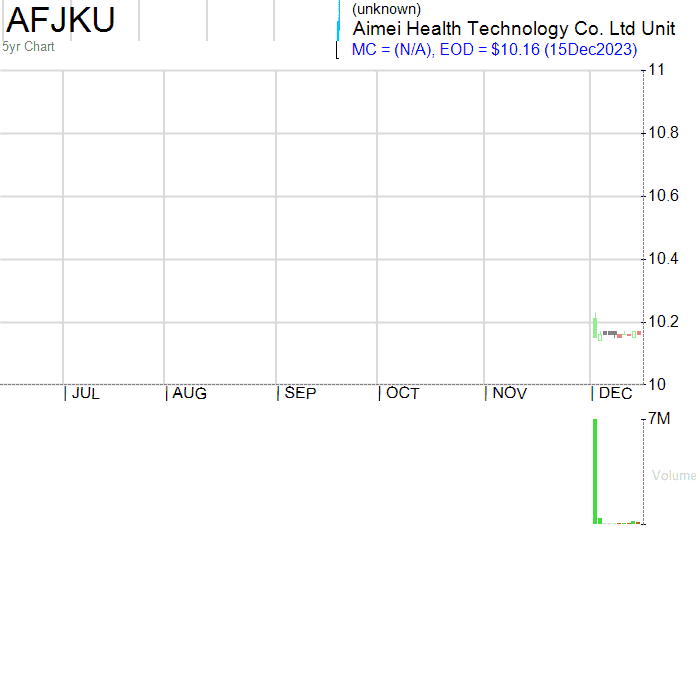 AFJKU
5yr Chart
(unknown)
Aimei Health Technology Co. Ltd Unit
MC = (N/A), EOD = $10.16 (15Dec2023)
11
10.8
10.6
10.4
10.2
10
JUL AUG SEP OCT NOV DEC
7M
Volume